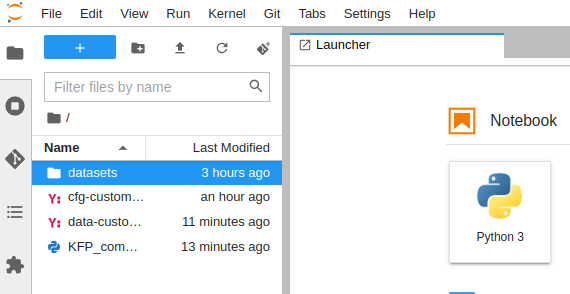 File Edit View Run Kernel Git Tabs Settings Help
+
Launcher
Filter files by name
/
Name Last Modified
datasets 3 hours ago
cfg-custom… an hour ago
data-custo… 11 minutes ago
KFP_com… 13 minutes ago
Notebook
Python 3